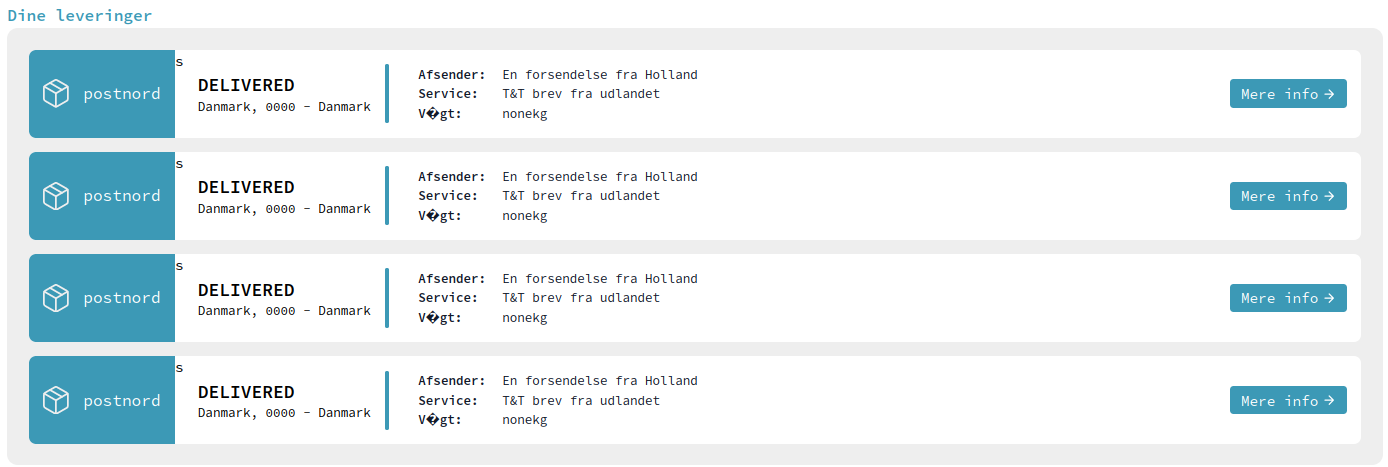 Dine leveringer
postnord
s
DELIVERED
Danmark, 0000 - Danmark
Afsender: En forsendelse fra Holland
Service: T&T brev fra udlandet
V�gt: nonekg
Mere info →
postnord
s
DELIVERED
Danmark, 0000 - Danmark
Afsender: En forsendelse fra Holland
Service: T&T brev fra udlandet
V�gt: nonekg
Mere info →
postnord
s
DELIVERED
Danmark, 0000 - Danmark
Afsender: En forsendelse fra Holland
Service: T&T brev fra udlandet
V�gt: nonekg
Mere info →
postnord
s
DELIVERED
Danmark, 0000 - Danmark
Afsender: En forsendelse fra Holland
Service: T&T brev fra udlandet
V�gt: nonekg
Mere info →